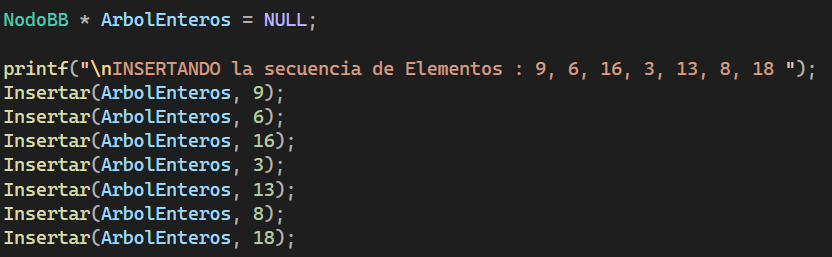 NodoBB * ArbolEnteros = NULL;
printf("\nINSERTANDO la secuencia de Elementos : 9, 6, 16, 3, 13, 8, 18 ");
Insertar(ArbolEnteros, 9);
Insertar(ArbolEnteros, 6);
Insertar(ArbolEnteros, 16);
Insertar(ArbolEnteros, 3);
Insertar(ArbolEnteros, 13);
Insertar(ArbolEnteros, 8);
Insertar(ArbolEnteros, 18);